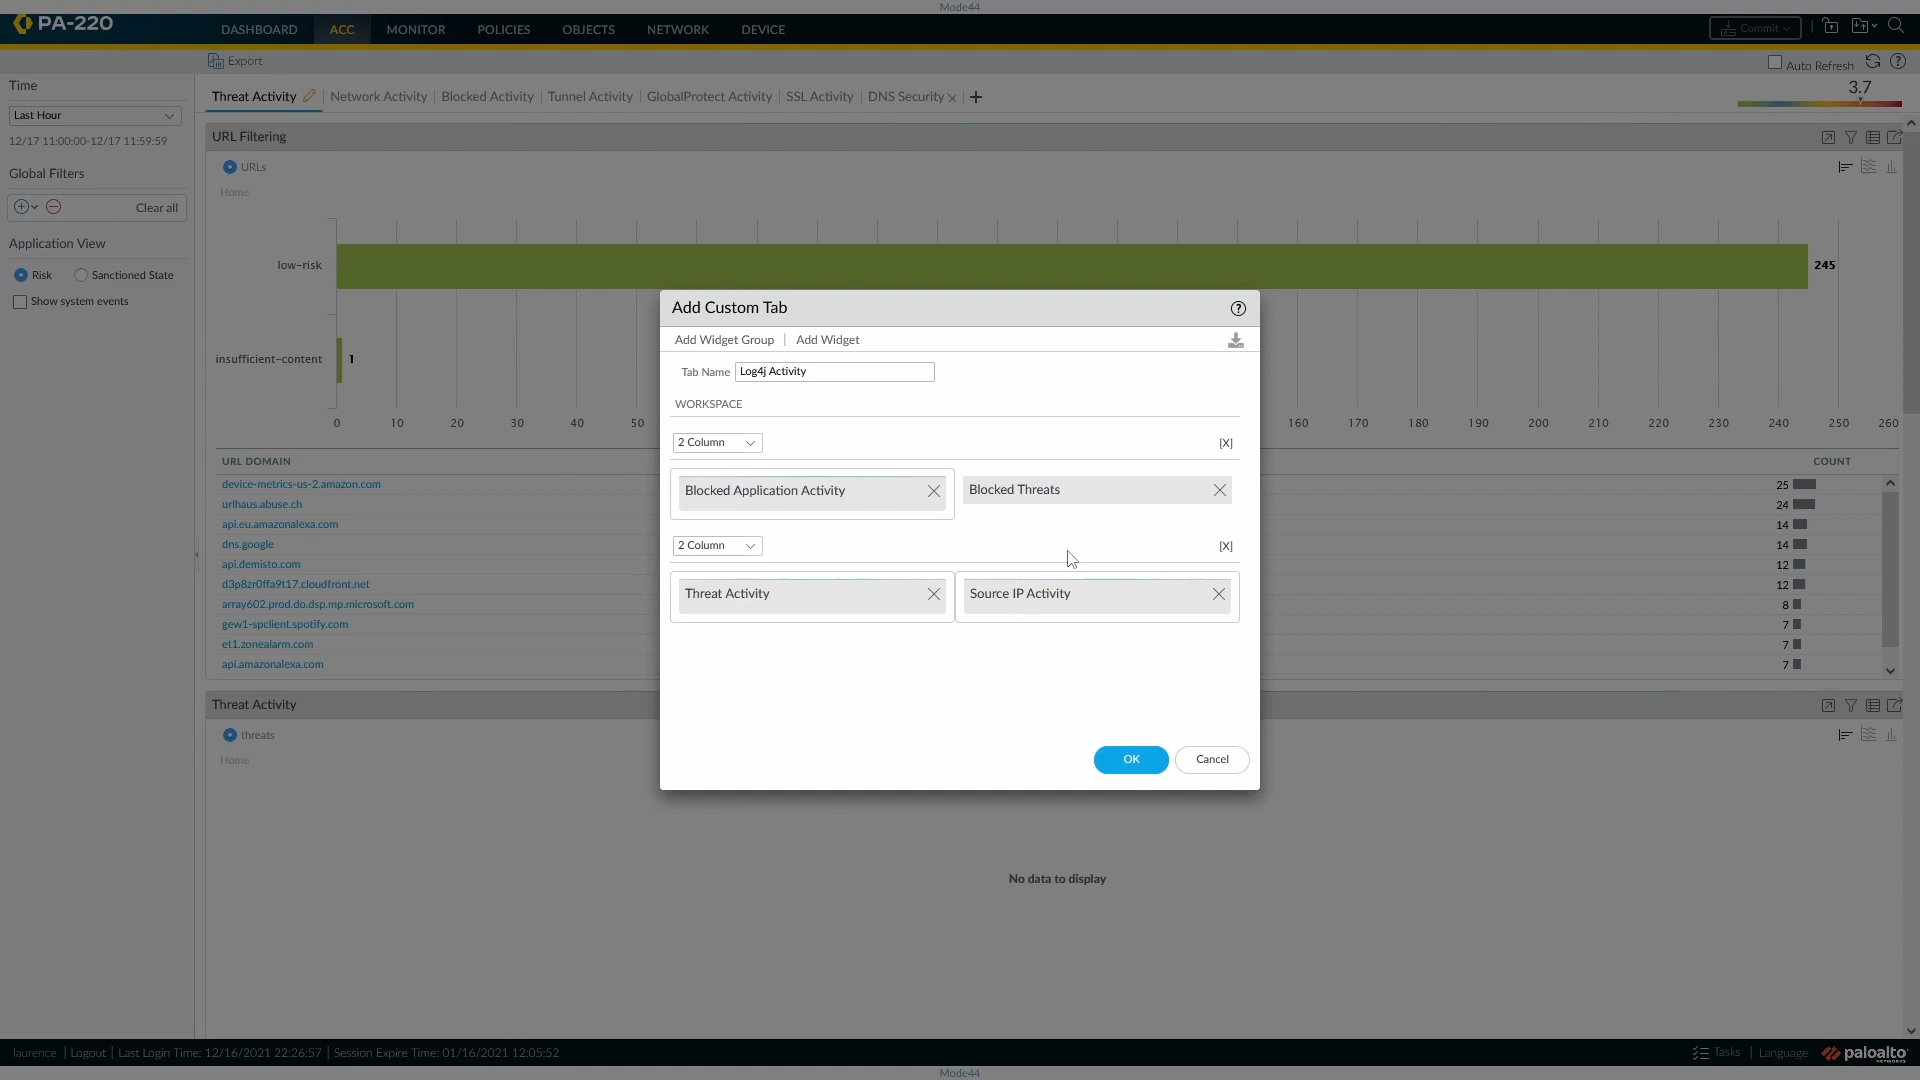 Mode44
PA-220
DASHBOARD ACC MONITOR POLICIES OBJECTS NETWORK DEVICE Commit
Export Auto Refresh
Time
Last Hour
12/17 11:00:00-12/17 11:59:59
Global Filters
Clear all
Application View
Risk Sanctioned State
Show system events
Threat Activity Network Activity Blocked Activity Tunnel Activity GlobalProtect Activity SSL Activity DNS Security 3.7
URL Filtering
URLs
Home
low-risk 245
insufficient-content 1
0 10 20 30 40 50 160 170 180 190 200 210 220 230 240 250 260
URL DOMAIN COUNT
device-metrics-us-2.amazon.com 25
urlhaus.abuse.ch 24
api.eu.amazonalexa.com 14
dns.google 14
api.demisto.com 12
d3p8zr0ffa9t17.cloudfront.net 12
array602.prod.do.dsp.mp.microsoft.com 8
gew1-spclient.spotify.com 7
et1.zonealarm.com 7
api.amazonalexa.com 7
Threat Activity
threats
Home
No data to display
Add Custom Tab
Add Widget Group Add Widget
Tab Name Log4j Activity
WORKSPACE
2 Column [X]
Blocked Application Activity Blocked Threats
2 Column [X]
Threat Activity Source IP Activity
OK Cancel
laurence | Logout | Last Login Time: 12/16/2021 22:26:57 | Session Expire Time: 01/16/2021 12:05:52 Tasks | Language paloalto NETWORKS
Mode44